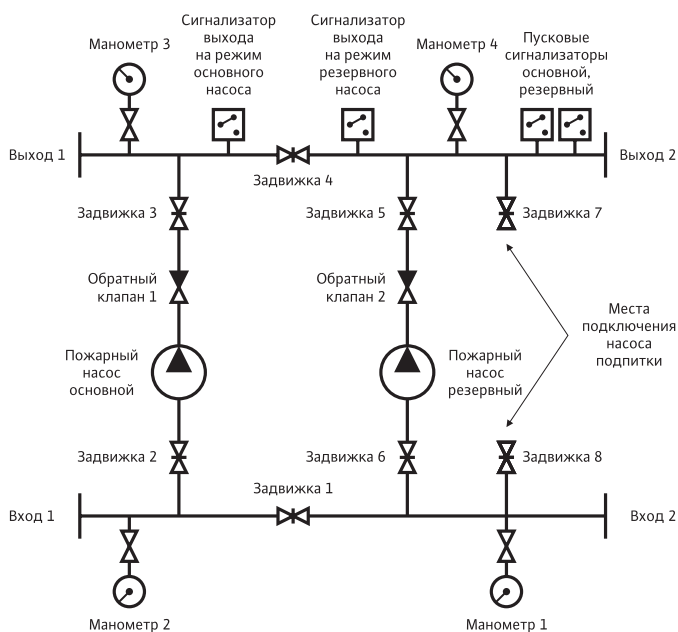 Манометр 3
Сигнализатор
выхода
на режим
основного
насоса
Сигнализатор
выхода
на режим
резервного
насоса
Манометр 4
Пусковые
сигнализаторы
основной,
резервный
Выход 1
Выход 2
Задвижка 4
Задвижка 3
Задвижка 5
Задвижка 7
Обратный
клапан 1
Обратный
клапан 2
Места
подключения
насоса
подпитки
Пожарный
насос
основной
Пожарный
насос
резервный
Задвижка 2
Задвижка 6
Задвижка 8
Задвижка 1
Вход 1
Вход 2
Манометр 2
Манометр 1